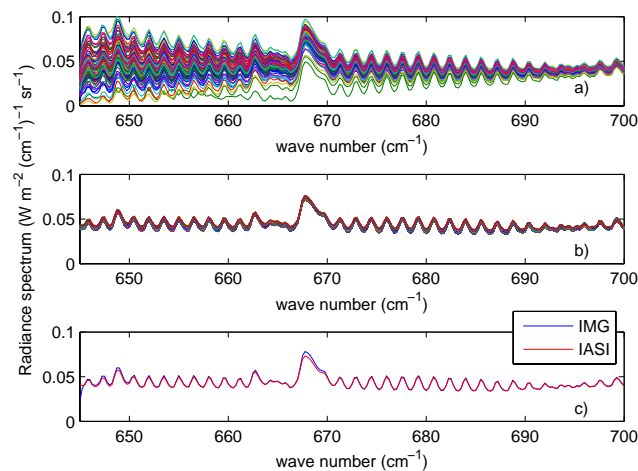 Radiance spectrum (W m⁻² (cm⁻¹)⁻¹ sr⁻¹)
0.1
0.05
0
a)
650 660 670 680 690 700
wave number (cm⁻¹)
0.1
0.05
0
b)
650 660 670 680 690 700
wave number (cm⁻¹)
0.1
0.05
0
IMG
IASI
c)
650 660 670 680 690 700
wave number (cm⁻¹)